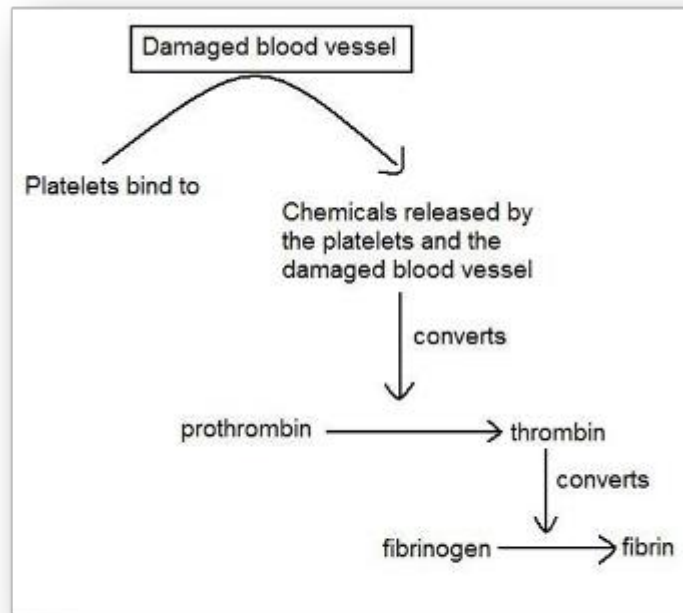 Damaged blood vessel
Platelets bind to
Chemicals released by
the platelets and the
damaged blood vessel
converts
prothrombin
thrombin
converts
fibrinogen
fibrin